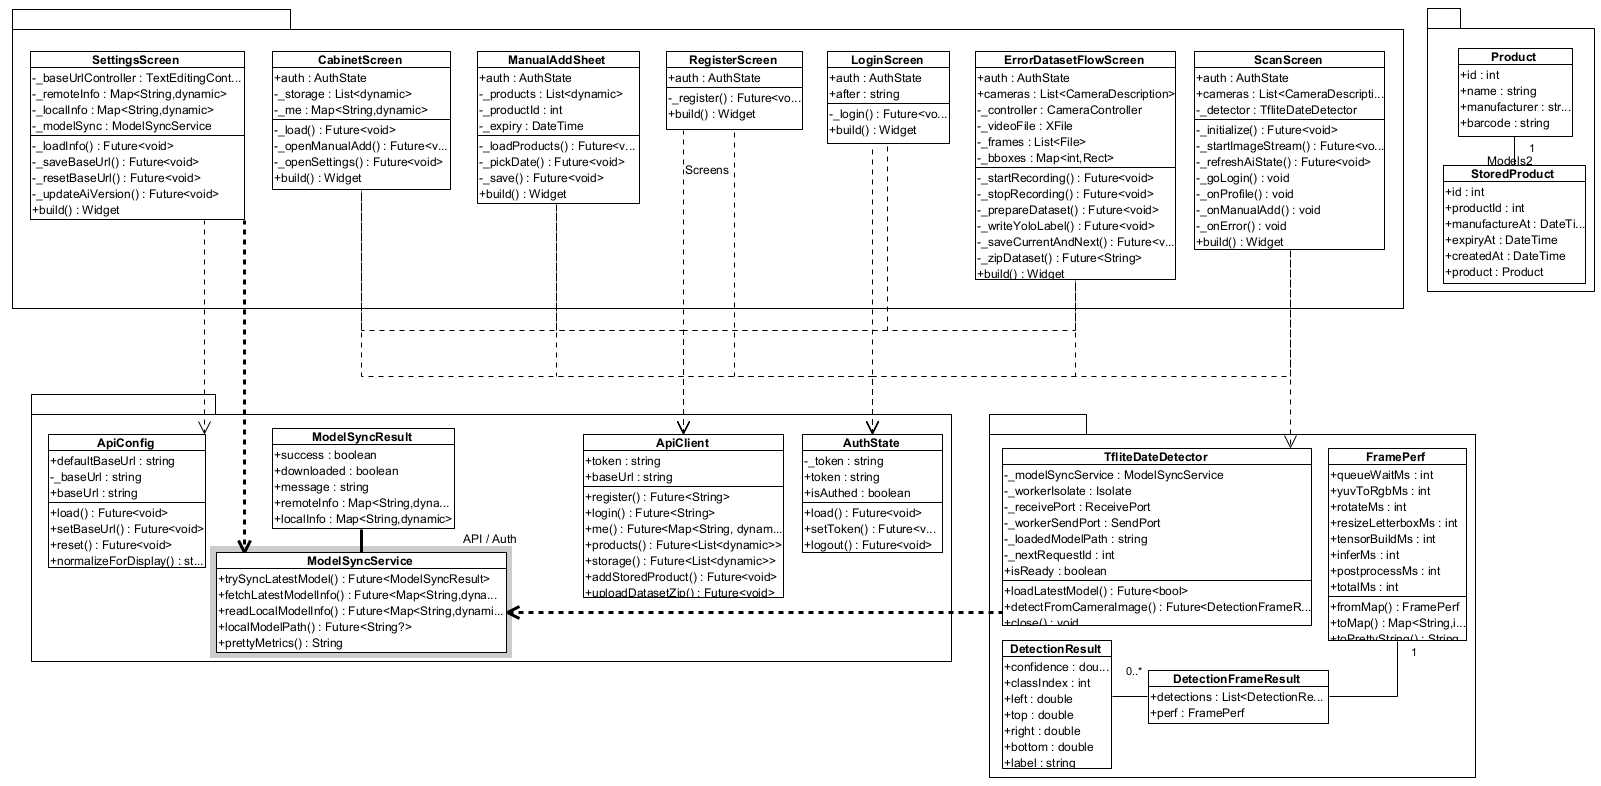 SettingsScreen
-_baseUrlController : TextEditingCont...
-_remoteInfo : Map<String,dynamic>
-_localInfo : Map<String,dynamic>
-_modelSync : ModelSyncService
-_loadInfo() : Future<void>
-_saveBaseUrl() : Future<void>
-_resetBaseUrl() : Future<void>
-_updateAiVersion() : Future<void>
+build() : Widget
CabinetScreen
+auth : AuthState
-_storage : List<dynamic>
-_me : Map<String,dynamic>
-_load() : Future<void>
-_openManualAdd() : Future<v...
-_openSettings() : Future<void>
+build() : Widget
ManualAddSheet
+auth : AuthState
-_products : List<dynamic>
-_productId : int
-_expiry : DateTime
-_loadProducts() : Future<v...
-_pickDate() : Future<void>
-_save() : Future<void>
+build() : Widget
RegisterScreen
+auth : AuthState
-_register() : Future<vo...
+build() : Widget
LoginScreen
+auth : AuthState
+after : string
-_login() : Future<vo...
+build() : Widget
ErrorDatasetFlowScreen
+auth : AuthState
+cameras : List<CameraDescription>
-_controller : CameraController
-_videoFile : XFile
-_frames : List<File>
-_bboxes : Map<int,Rect>
-_startRecording() : Future<void>
-_stopRecording() : Future<void>
-_prepareDataset() : Future<void>
-_writeYoloLabel() : Future<void>
-_saveCurrentAndNext() : Future<v...
-_zipDataset() : Future<String>
+build() : Widget
ScanScreen
+auth : AuthState
+cameras : List<CameraDescripti...
-_detector : TfliteDateDetector
-_initialize() : Future<void>
-_startImageStream() : Future<vo...
-_refreshAiState() : Future<void>
-_goLogin() : void
-_onProfile() : void
-_onManualAdd() : void
-_onError() : void
+build() : Widget
Screens
Product
+id : int
+name : string
+manufacturer : str...
+barcode : string
1
Models2
StoredProduct
+id : int
+productId : int
+manufactureAt : DateTi...
+expiryAt : DateTime
+createdAt : DateTime
+product : Product
ApiConfig
+defaultBaseUrl : string
-_baseUrl : string
+baseUrl : string
+load() : Future<void>
+setBaseUrl() : Future<void>
+reset() : Future<void>
+normalizeForDisplay() : st...
ModelSyncResult
+success : boolean
+downloaded : boolean
+message : string
+remoteInfo : Map<String,dyna...
+localInfo : Map<String,dynamic>
API / Auth
ModelSyncService
+trySyncLatestModel() : Future<ModelSyncResult>
+fetchLatestModelInfo() : Future<Map<String,dyna...
+readLocalModelInfo() : Future<Map<String,dynami...
+localModelPath() : Future<String?>
+prettyMetrics() : String
ApiClient
+token : string
+baseUrl : string
+register() : Future<String>
+login() : Future<String>
+me() : Future<Map<String, dynam...
+products() : Future<List<dynamic>>
+storage() : Future<List<dynamic>>
+addStoredProduct() : Future<void>
+uploadDatasetZip() : Future<void>
AuthState
-_token : string
+token : string
+isAuthed : boolean
+load() : Future<void>
+setToken() : Future<v...
+logout() : Future<void>
TfliteDateDetector
-_modelSyncService : ModelSyncService
-_workerIsolate : Isolate
-_receivePort : ReceivePort
-_workerSendPort : SendPort
-_loadedModelPath : string
-_nextRequestId : int
+isReady : boolean
+loadLatestModel() : Future<bool>
+detectFromCameraImage() : Future<DetectionFrameR...
+close() : void
FramePerf
+queueWaitMs : int
+yuvToRgbMs : int
+rotateMs : int
+resizeLetterboxMs : int
+tensorBuildMs : int
+inferMs : int
+postprocessMs : int
+totalMs : int
+fromMap() : FramePerf
+toMap() : Map<String,i...
+toPrettyString() : String
1
DetectionResult
+confidence : dou...
+classIndex : int
+left : double
+top : double
+right : double
+bottom : double
+label : string
0..*
DetectionFrameResult
+detections : List<DetectionRe...
+perf : FramePerf